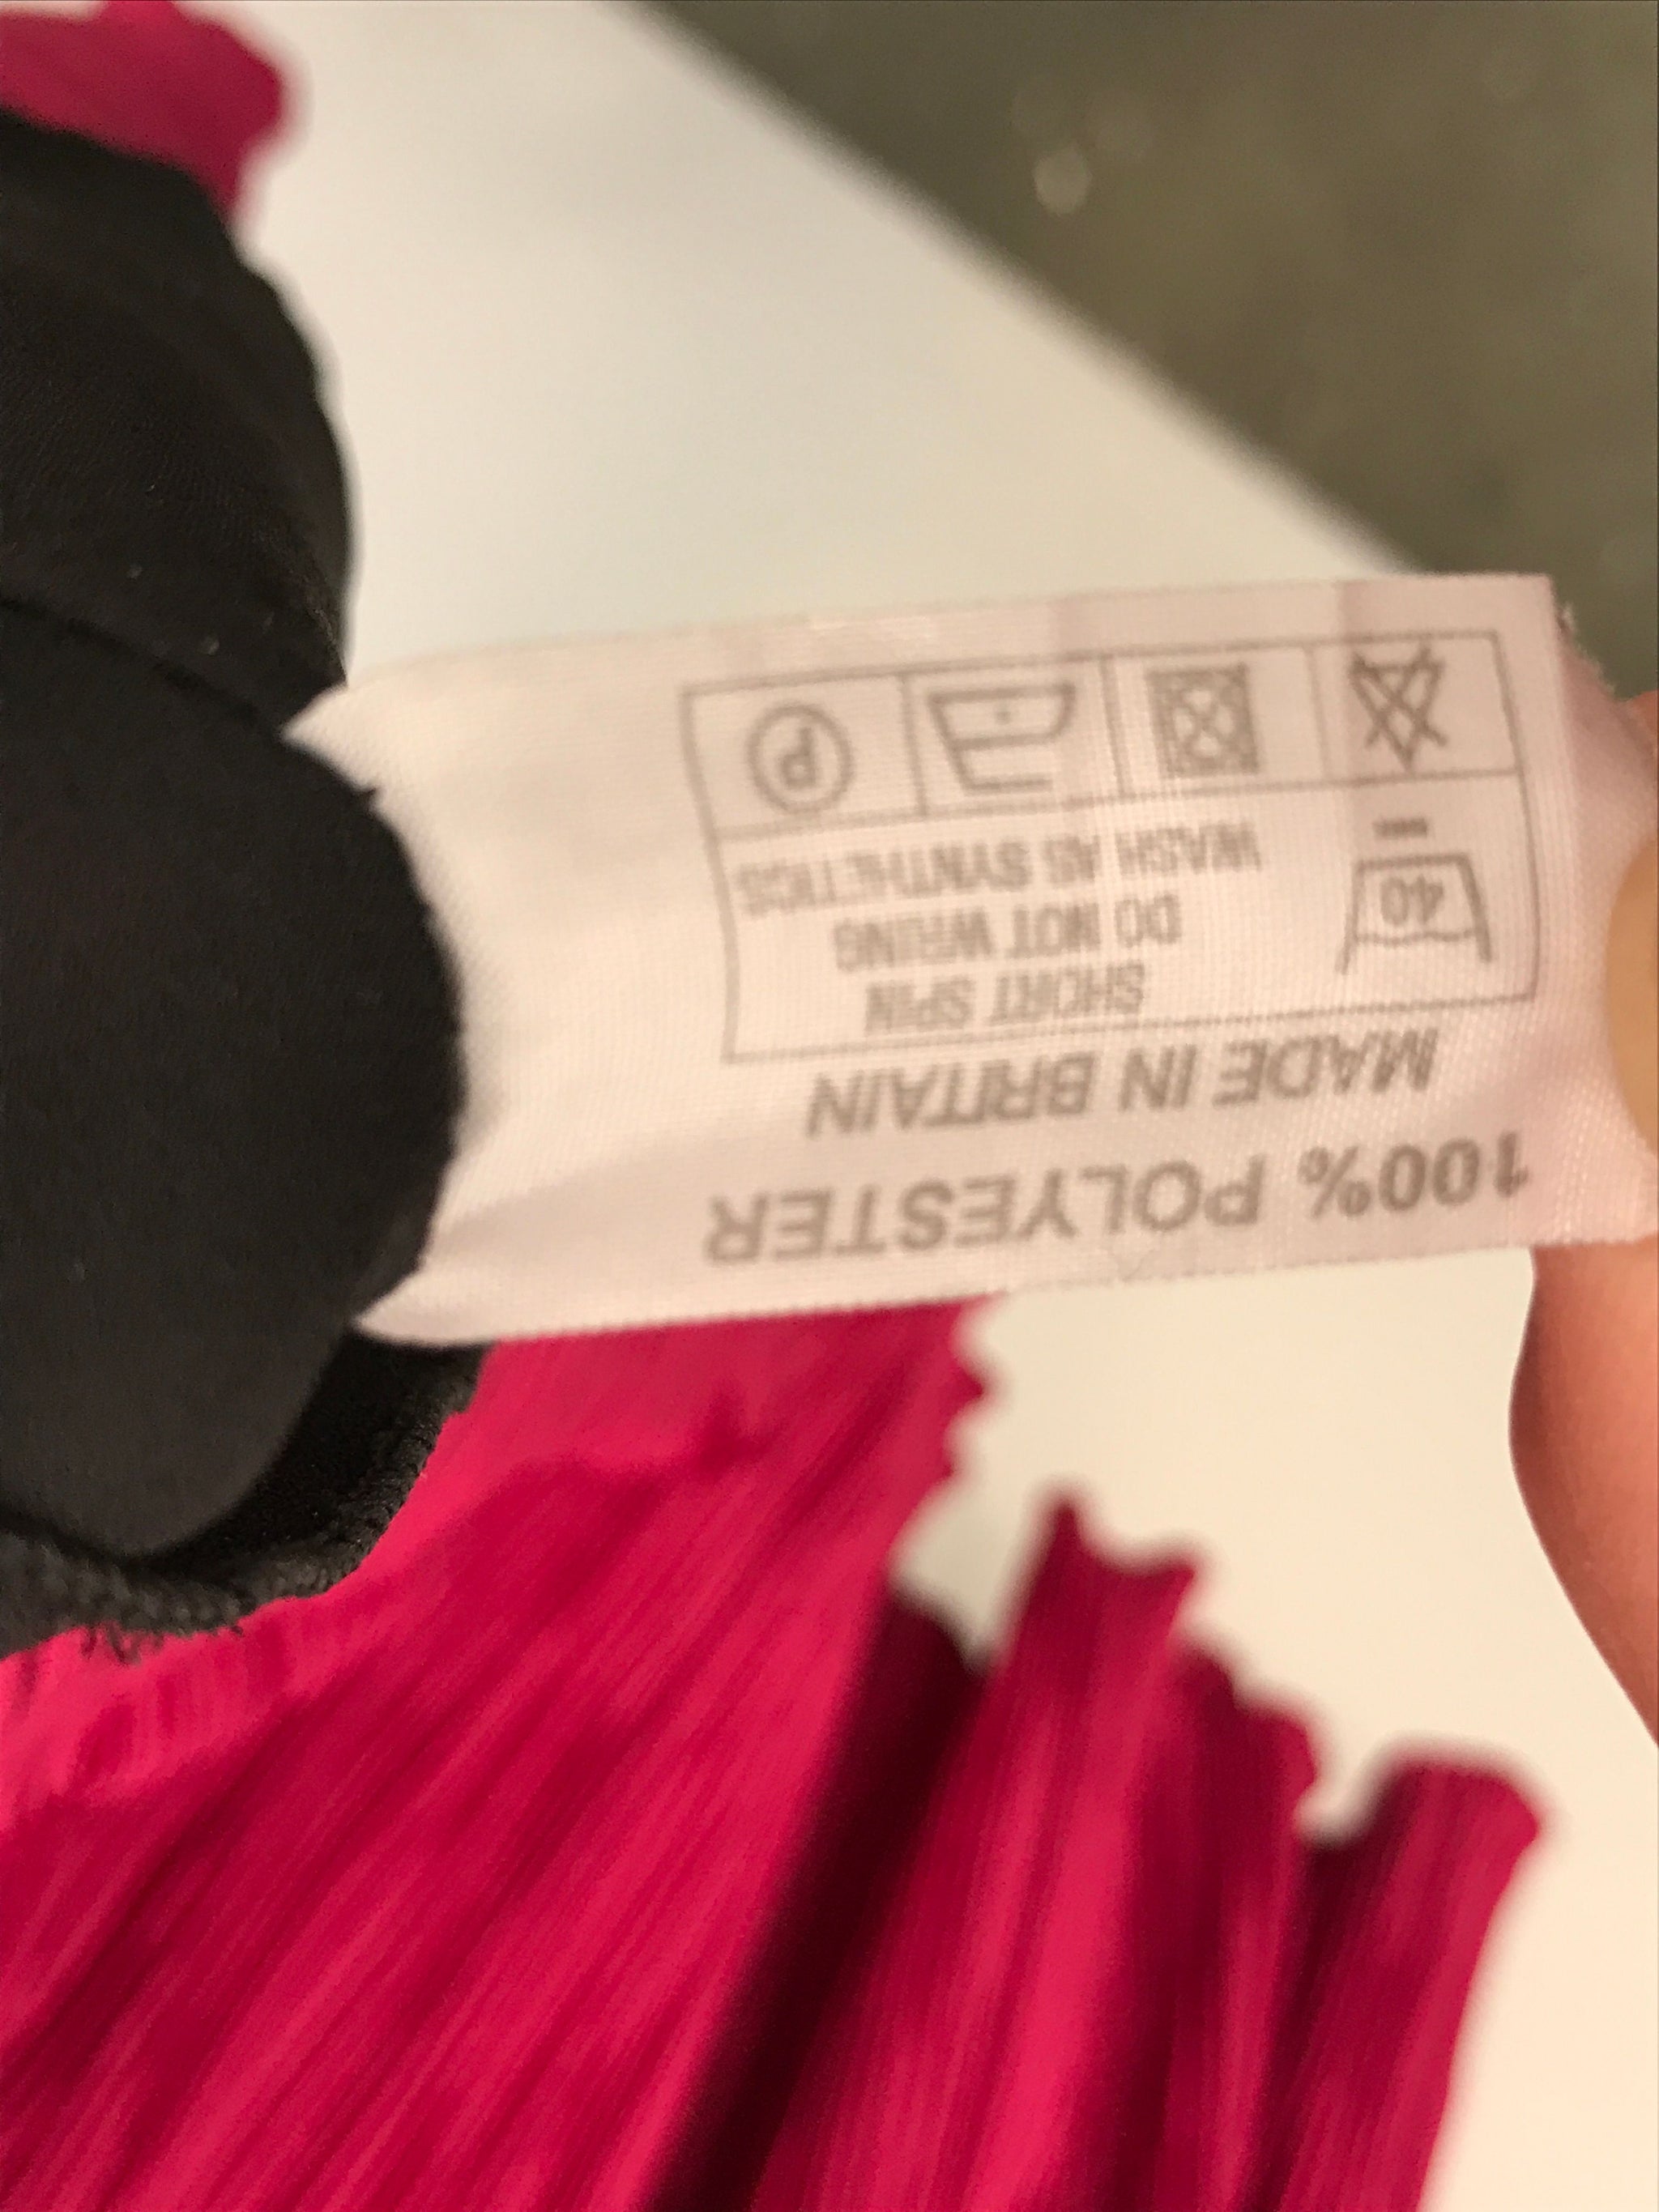 100% POLYESTER
MADE IN BRITAIN
40
SHORT SPIN
DO NOT WRING
WASH AS SYNTHETICS
P